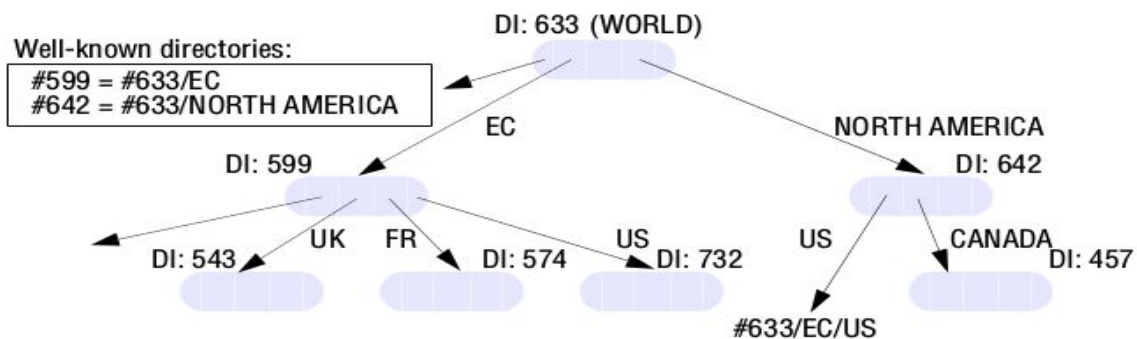 DI: 633 (WORLD)
Well-known directories:
#599 = #633/EC
#642 = #633/NORTH AMERICA
EC
NORTH AMERICA
DI: 599
DI: 642
UK
FR
US
US
CANADA
DI: 543
DI: 574
DI: 732
DI: 457
#633/EC/US